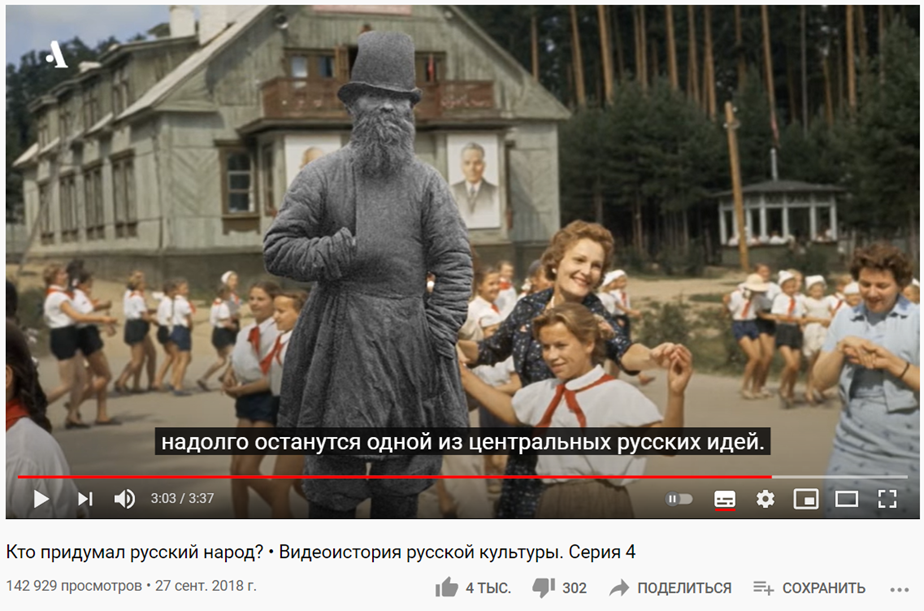 надолго останутся одной из центральных русских идей.
3:03 / 3:37
Кто придумал русский народ? • Видеоистория русской культуры. Серия 4
142 929 просмотров • 27 сент. 2018 г.
4 ТЫС. 302 ПОДЕЛИТЬСЯ СОХРАНИТЬ